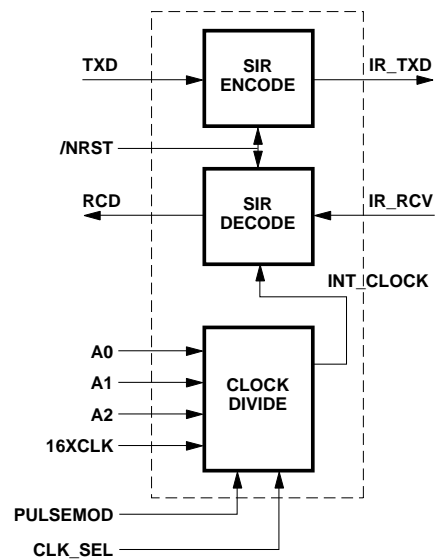 TXD
SIR
ENCODE
IR_TXD
/NRST
RCD
SIR
DECODE
IR_RCV
INT_CLOCK
A0
A1
A2
16XCLK
CLOCK
DIVIDE
PULSEMOD
CLK_SEL